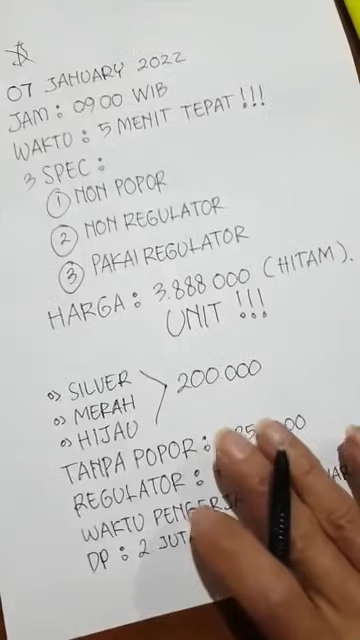 07 JANUARY 2022
JAM : 09.00 WIB
WAKTU : 5 MENIT TEPAT !!!
3 SPEC :
1 NON POPOR
2 NON REGULATOR
3 PAKAI REGULATOR
HARGA : 3.888.000 (HITAM).
UNIT !!!
SILVER
MERAH 200.000
HIJAU
TANPA POPOR :
REGULATOR :
WAKTU
DP : 2 JUTA